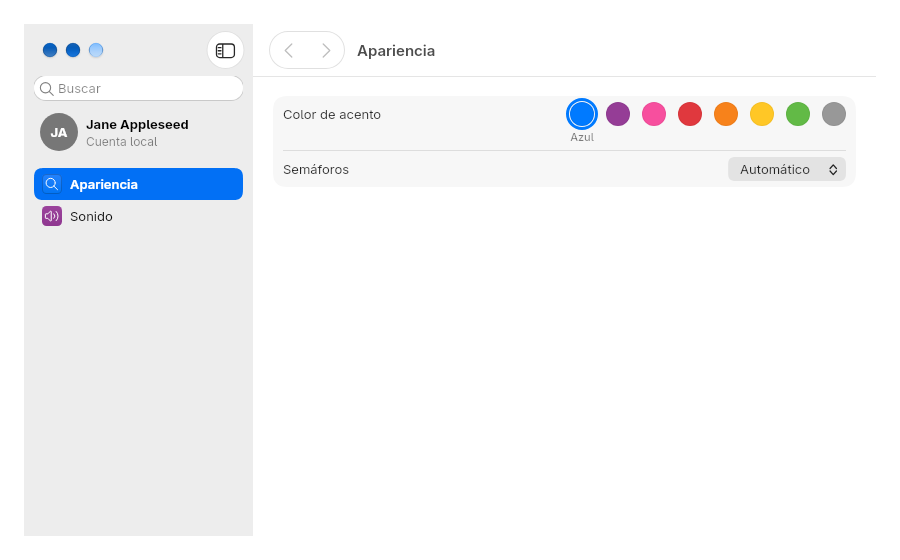 Buscar
JA
Jane Appleseed
Cuenta local
Apariencia
Sonido
Apariencia
Color de acento
Azul
Semáforos
Automático